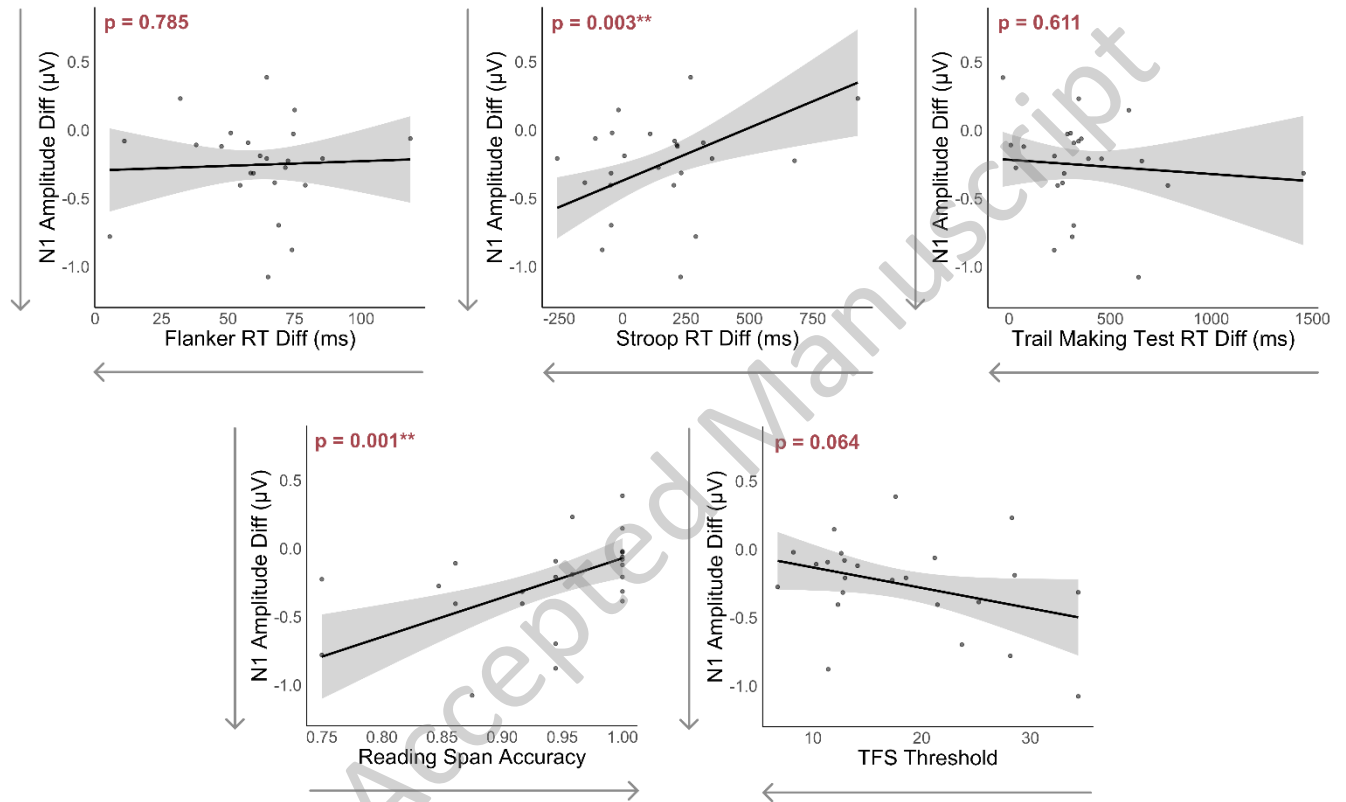 p = 0.785
N1 Amplitude Diff (µV)
0.5
0.0
-0.5
-1.0
0 25 50 75 100
Flanker RT Diff (ms)
p = 0.003**
N1 Amplitude Diff (µV)
0.5
0.0
-0.5
-1.0
-250 0 250 500 750
Stroop RT Diff (ms)
p = 0.611
N1 Amplitude Diff (µV)
0.5
0.0
-0.5
-1.0
0 500 1000 1500
Trail Making Test RT Diff (ms)
p = 0.001**
N1 Amplitude Diff (µV)
0.5
0.0
-0.5
-1.0
0.75 0.80 0.85 0.90 0.95 1.00
Reading Span Accuracy
p = 0.064
N1 Amplitude Diff (µV)
0.5
0.0
-0.5
-1.0
10 20 30
TFS Threshold
Accepted Manuscript